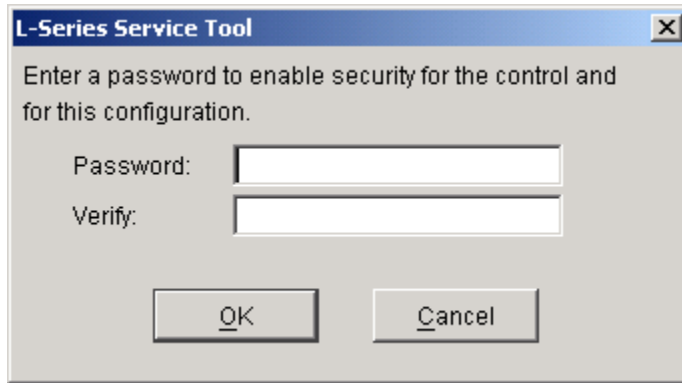 L-Series Service Tool
Enter a password to enable security for the control and
for this configuration.
Password:
Verify:
OK
Cancel